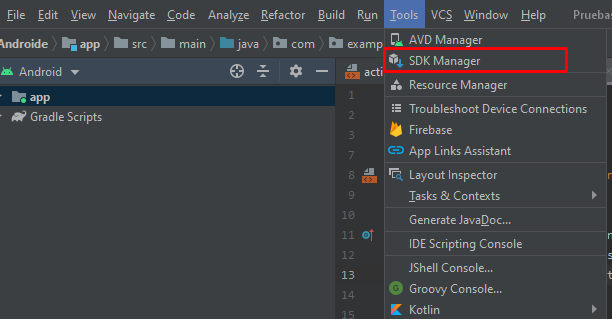 File Edit View Navigate Code Analyze Refactor Build Run Tools VCS Window Help Pruebas
Androide app src main java com examp
Android
acti
app
Gradle Scripts
AVD Manager
SDK Manager
Resource Manager
Troubleshoot Device Connections
Firebase
App Links Assistant
Layout Inspector
Tasks & Contexts
Generate JavaDoc...
IDE Scripting Console
JShell Console...
Groovy Console...
Kotlin
1
2
3
4
5
6
7
8
9
10
11
12
13
14
15